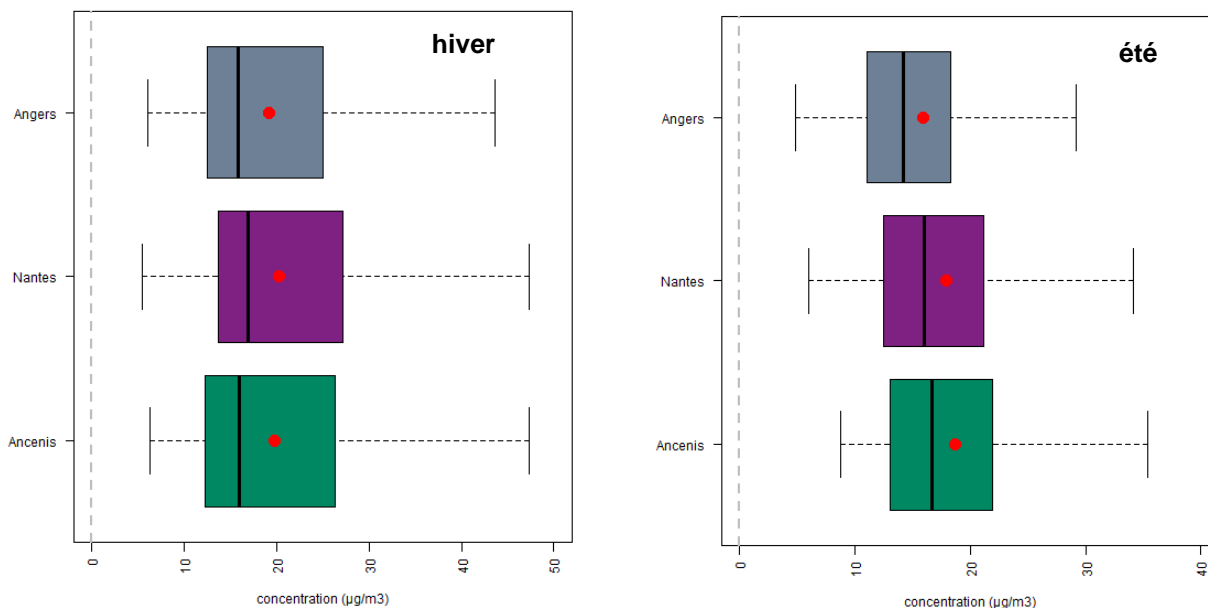 hiver
Angers
Nantes
Ancenis
0 10 20 30 40 50
concentration (µg/m3)
été
Angers
Nantes
Ancenis
0 10 20 30 40
concentration (µg/m3)